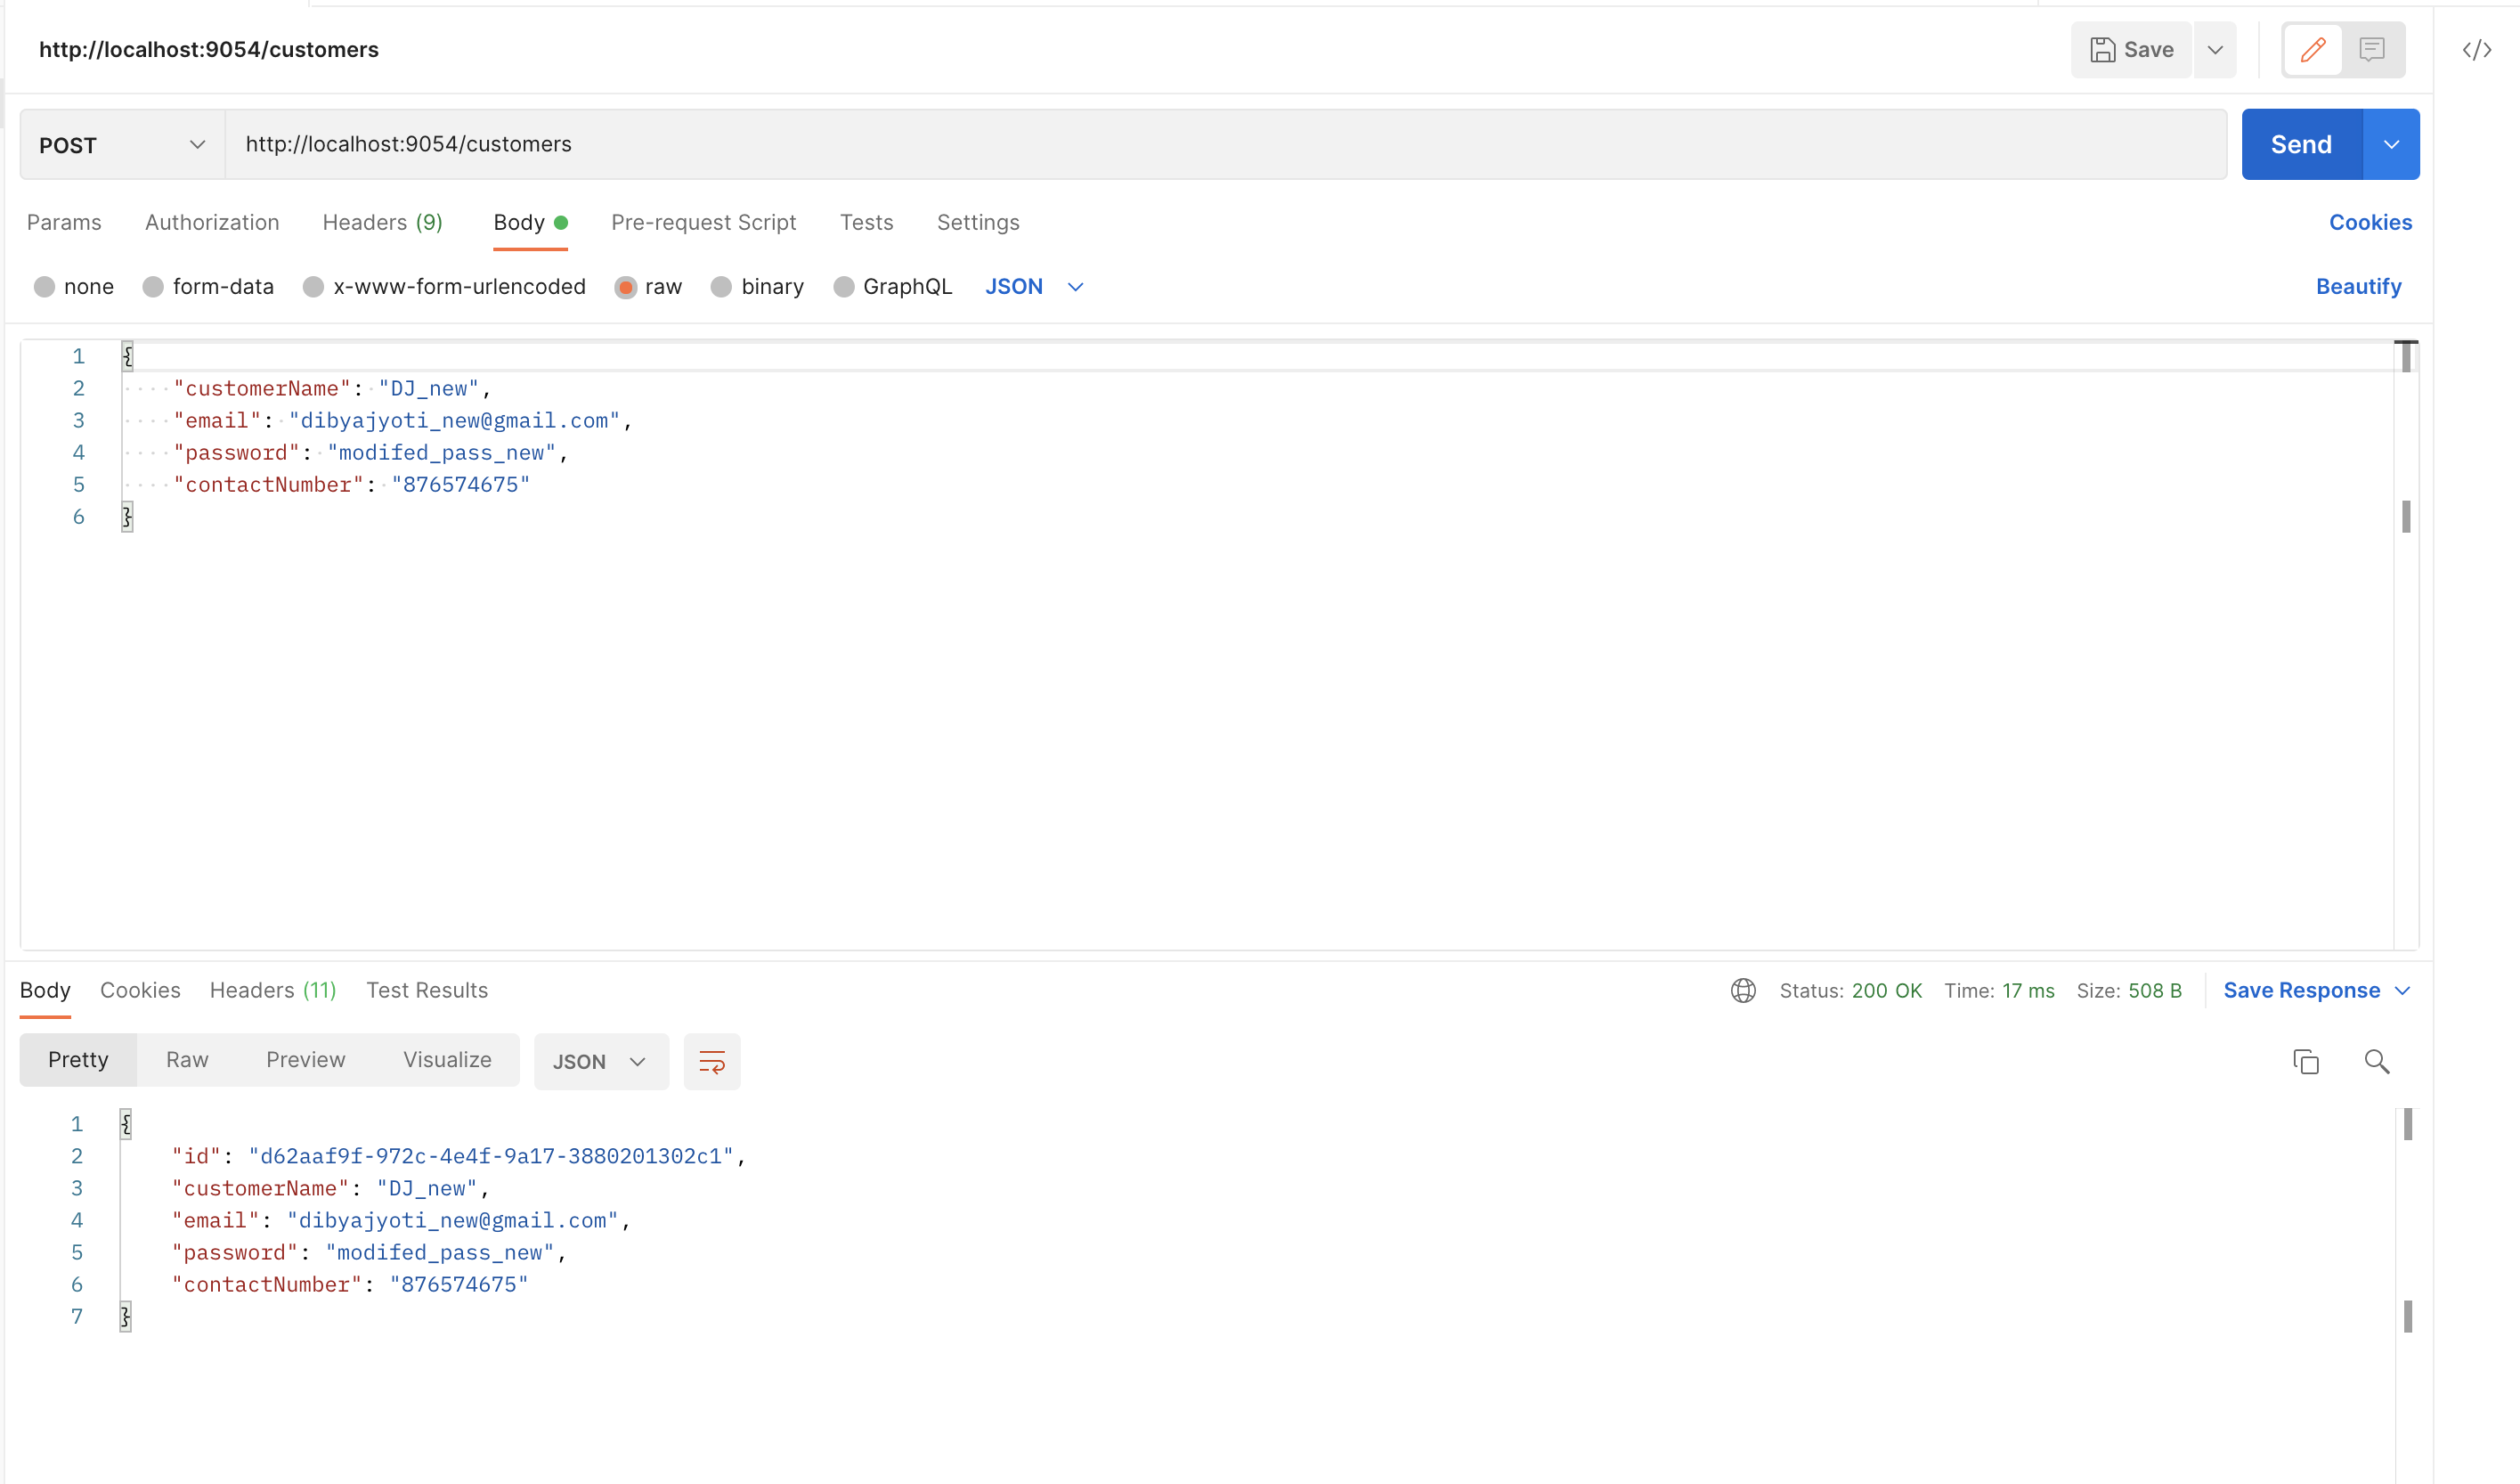 http://localhost:9054/customers
Save
</>
POST
http://localhost:9054/customers
Send
Params Authorization Headers (9) Body Pre-request Script Tests Settings Cookies
none form-data x-www-form-urlencoded raw binary GraphQL JSON Beautify
1 {
2 "customerName": "DJ_new",
3 "email": "dibyajyoti_new@gmail.com",
4 "password": "modifed_pass_new",
5 "contactNumber": "876574675"
6 }
Body Cookies Headers (11) Test Results Status: 200 OK Time: 17 ms Size: 508 B Save Response
Pretty Raw Preview Visualize JSON
1 {
2 "id": "d62aaf9f-972c-4e4f-9a17-3880201302c1",
3 "customerName": "DJ_new",
4 "email": "dibyajyoti_new@gmail.com",
5 "password": "modifed_pass_new",
6 "contactNumber": "876574675"
7 }